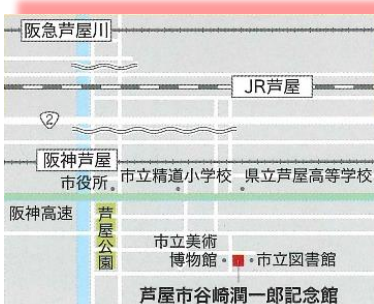 阪急芦屋川
JR芦屋
2
阪神芦屋
市役所
市立精道小学校
県立芦屋高等学校
阪神高速
芦屋公園
市立美術
博物館
市立図書館
芦屋市谷崎潤一郎記念館